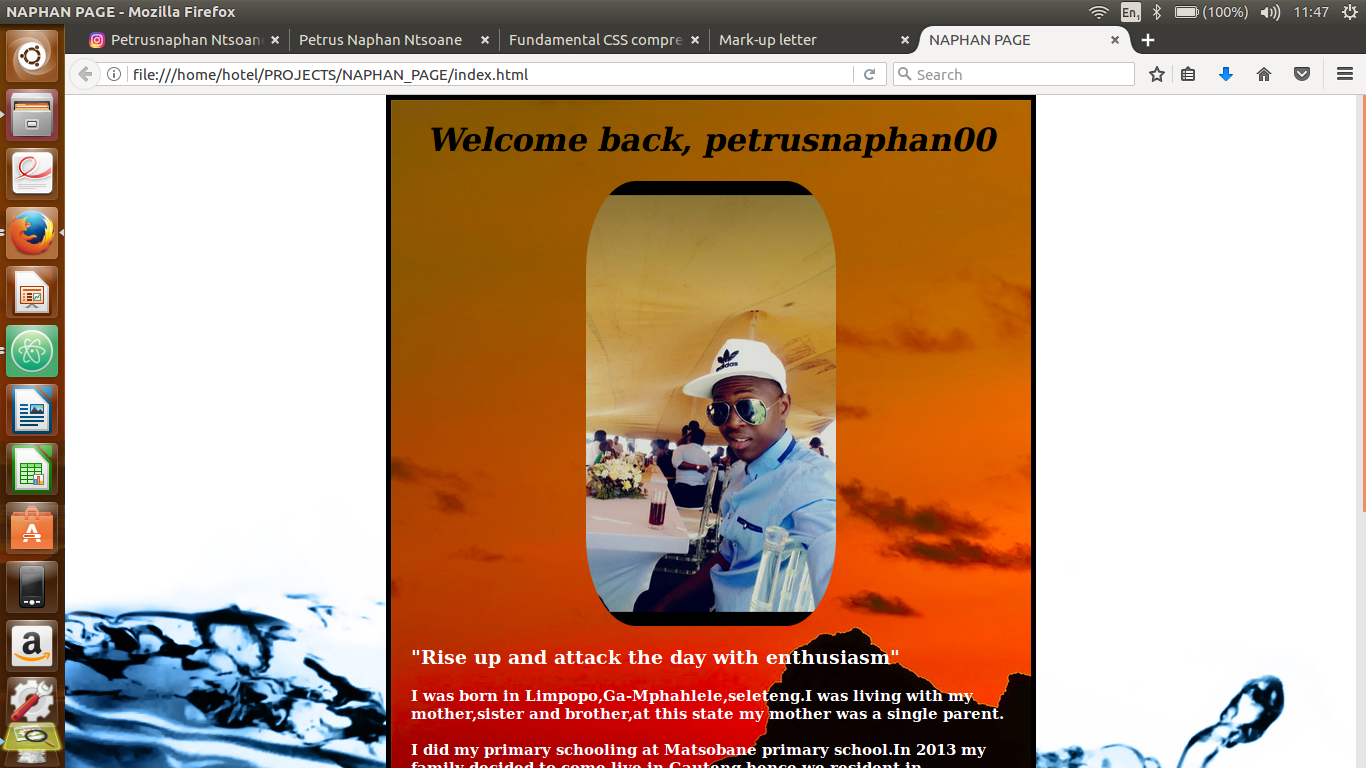 NAPHAN PAGE - Mozilla Firefox
En1 (100%) 11:47
Petrusnaphan Ntsoan
Petrus Naphan Ntsoane
Fundamental CSS compre
Mark-up letter
NAPHAN PAGE
file:///home/hotel/PROJECTS/NAPHAN_PAGE/index.html
Search
Welcome back, petrusnaphan00
adidas
"Rise up and attack the day with enthusiasm"
I was born in Limpopo,Ga-Mphahlele,seleteng.I was living with my
mother,sister and brother,at this state my mother was a single parent.
I did my primary schooling at Matsobane primary school.In 2013 my
family decided to come live in Gauteng hence we resident in